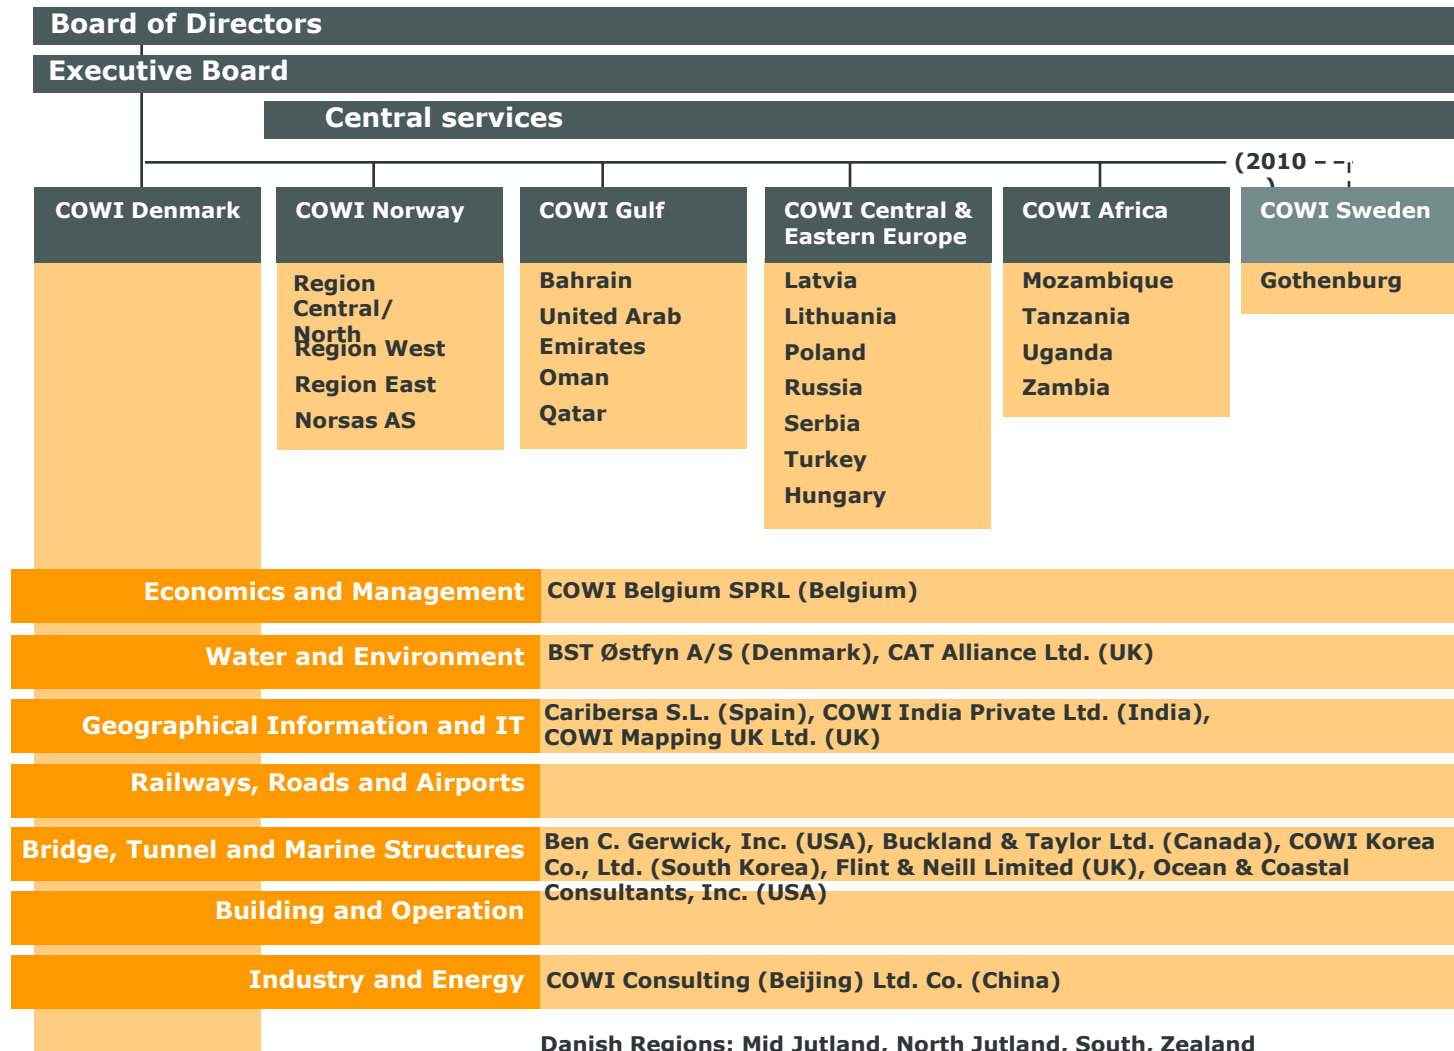 Board of Directors
Executive Board
Central services
(2010
)
COWI Denmark
COWI Norway
Region
Central/
North
Region West
Region East
Norsas AS
COWI Gulf
Bahrain
United Arab
Emirates
Oman
Qatar
COWI Central &
Eastern Europe
Latvia
Lithuania
Poland
Russia
Serbia
Turkey
Hungary
COWI Africa
Mozambique
Tanzania
Uganda
Zambia
COWI Sweden
Gothenburg
Economics and Management
COWI Belgium SPRL (Belgium)
Water and Environment
BST Østfyn A/S (Denmark), CAT Alliance Ltd. (UK)
Geographical Information and IT
Caribersa S.L. (Spain), COWI India Private Ltd. (India),
COWI Mapping UK Ltd. (UK)
Railways, Roads and Airports
Bridge, Tunnel and Marine Structures
Ben C. Gerwick, Inc. (USA), Buckland & Taylor Ltd. (Canada), COWI Korea
Co., Ltd. (South Korea), Flint & Neill Limited (UK), Ocean & Coastal
Consultants, Inc. (USA)
Building and Operation
Industry and Energy
COWI Consulting (Beijing) Ltd. Co. (China)
Danish Regions: Mid Jutland, North Jutland, South, Zealand